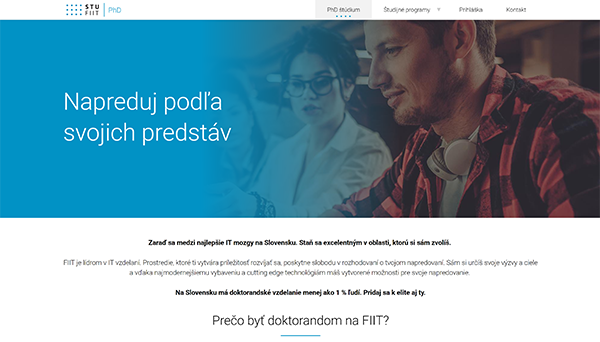 STU
FIIT
PhD
PhD štúdium
Študijné programy
Prihláška
Kontakt
Napreduj podľa
svojich predstáv
Zaraď sa medzi najlepšie IT mozgy na Slovensku. Staň sa excelentným v oblasti, ktorú si sám zvolíš.
FIIT je lídrom v IT vzdelaní. Prostredie, ktoré ti vytvára príležitosť rozvíjať sa, poskytne slobodu v rozhodovaní o tvojom napredovaní. Sám si určíš svoje výzvy a ciele
a vďaka najmodernejšiemu vybaveniu a cutting edge technológiám máš vytvorené možnosti pre svoje napredovanie.
Na Slovensku má doktorandské vzdelanie menej ako 1 % ľudí. Pridaj sa k elite aj ty.
Prečo byť doktorandom na FIIT?